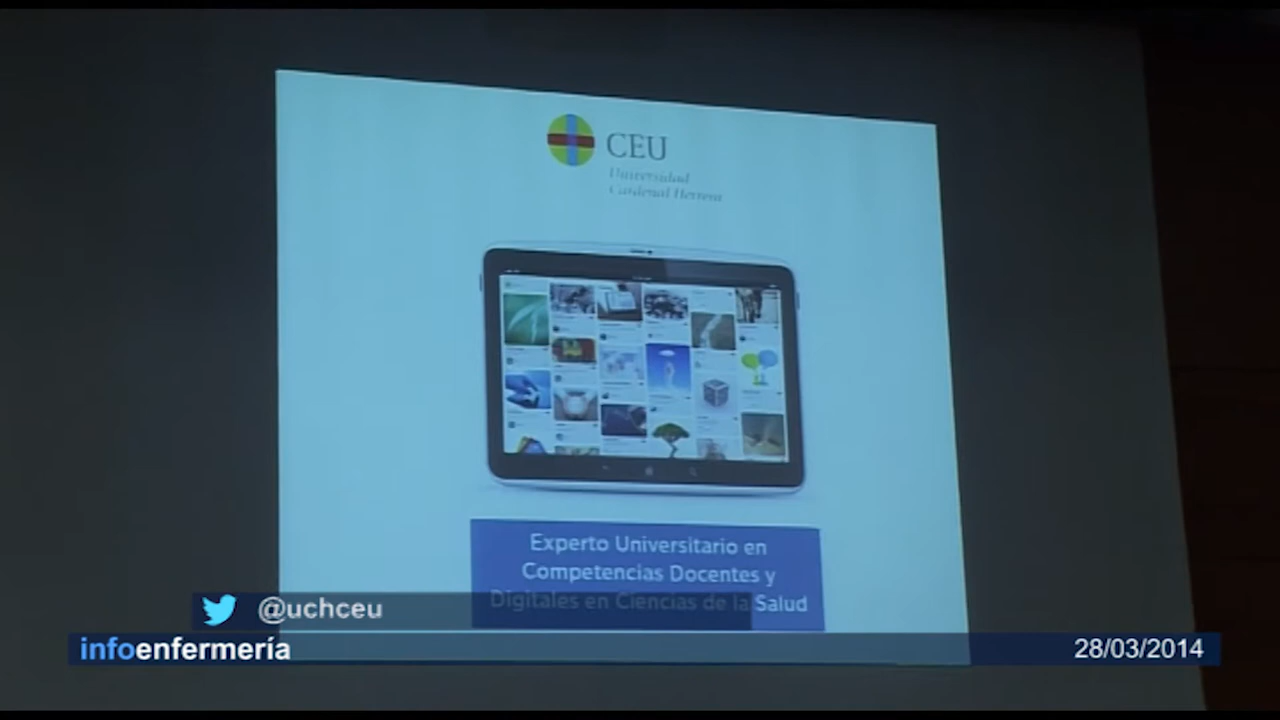 CEU
Universidad
Cardenal Herrera
Experto Universitario en
Competencias Docentes y
Digitales en Ciencias de la Salud
@uchceu
infoenfermería
28/03/2014